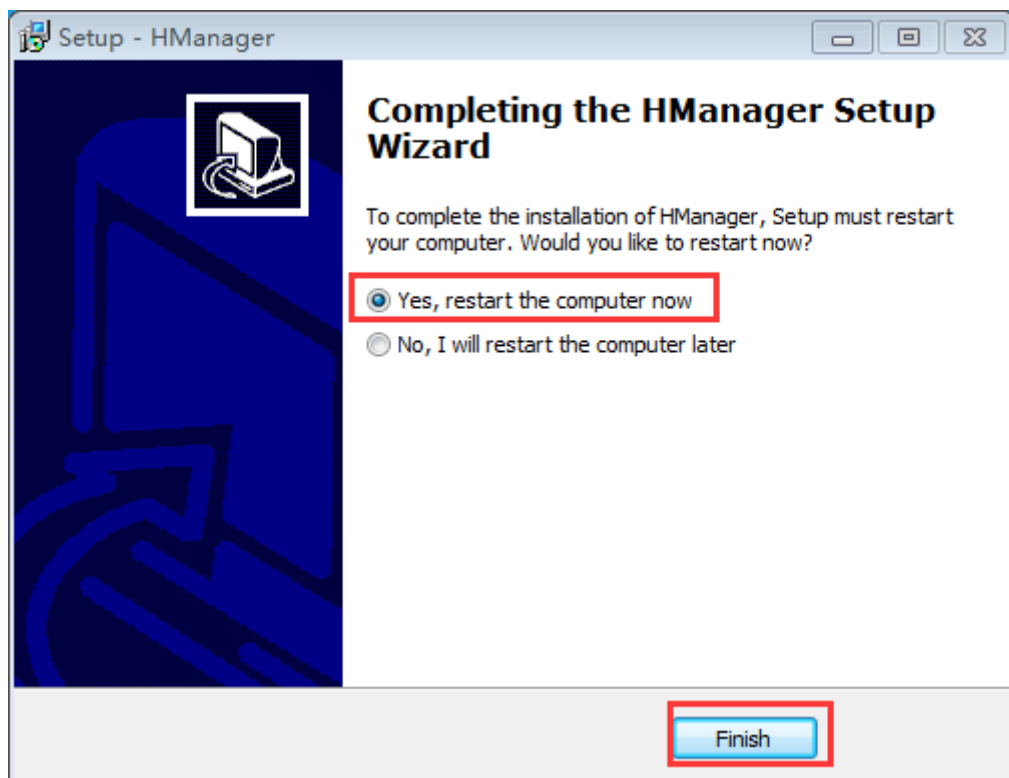 Setup - HManager
Completing the HManager Setup
Wizard
To complete the installation of HManager, Setup must restart
your computer. Would you like to restart now?
Yes, restart the computer now
No, I will restart the computer later
Finish